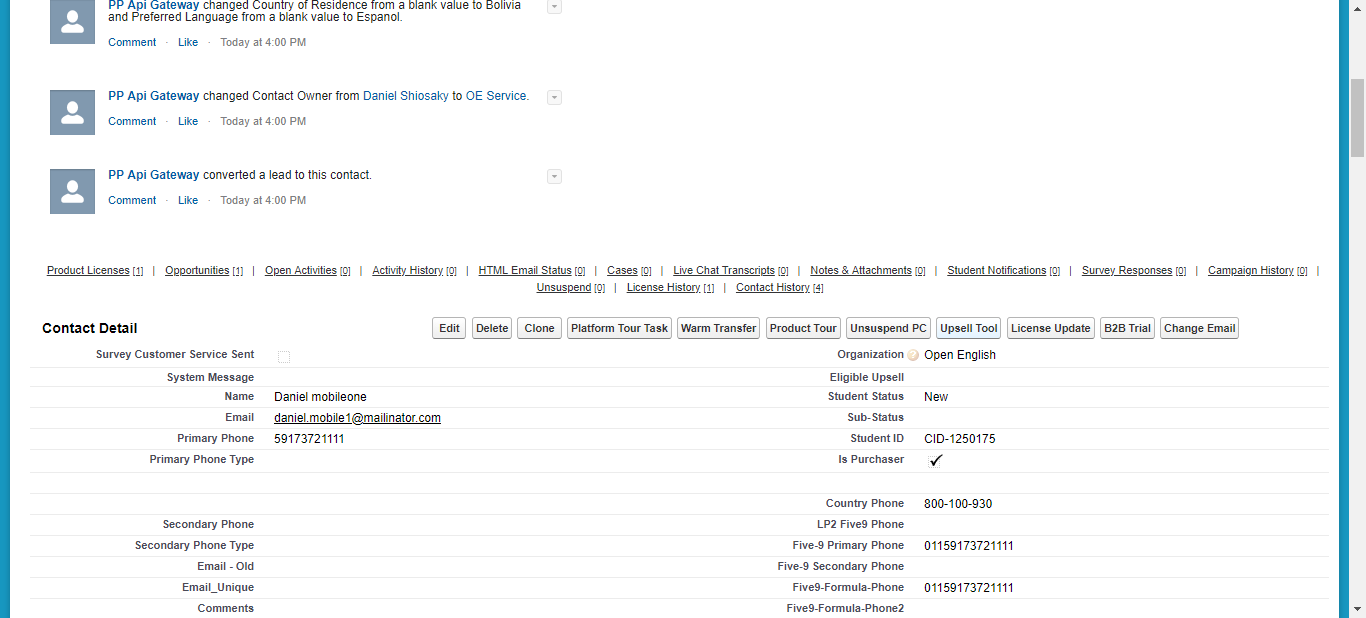 PP Api Gateway changed Country of Residence from a blank value to Bolivia
and Preferred Language from a blank value to Espanol.
Comment · Like · Today at 4:00 PM
PP Api Gateway changed Contact Owner from Daniel Shiosaky to OE Service.
Comment · Like · Today at 4:00 PM
PP Api Gateway converted a lead to this contact.
Comment · Like · Today at 4:00 PM
Product Licenses [1] | Opportunities [1] | Open Activities [0] | Activity History [0] | HTML Email Status [0] | Cases [0] | Live Chat Transcripts [0] | Notes & Attachments [0] | Student Notifications [0] | Survey Responses [0] | Campaign History [0] |
Unsuspend [0] | License History [1] | Contact History [4]
Contact Detail Edit Delete Clone Platform Tour Task Warm Transfer Product Tour Unsuspend PC Upsell Tool License Update B2B Trial Change Email
Survey Customer Service Sent Organization Open English
System Message Eligible Upsell
Name Daniel mobileone Student Status New
Email daniel.mobile1@mailinator.com Sub-Status
Primary Phone 59173721111 Student ID CID-1250175
Primary Phone Type Is Purchaser
Country Phone 800-100-930
Secondary Phone LP2 Five9 Phone
Secondary Phone Type Five-9 Primary Phone 01159173721111
Email - Old Five-9 Secondary Phone
Email_Unique Five9-Formula-Phone 01159173721111
Comments Five9-Formula-Phone2